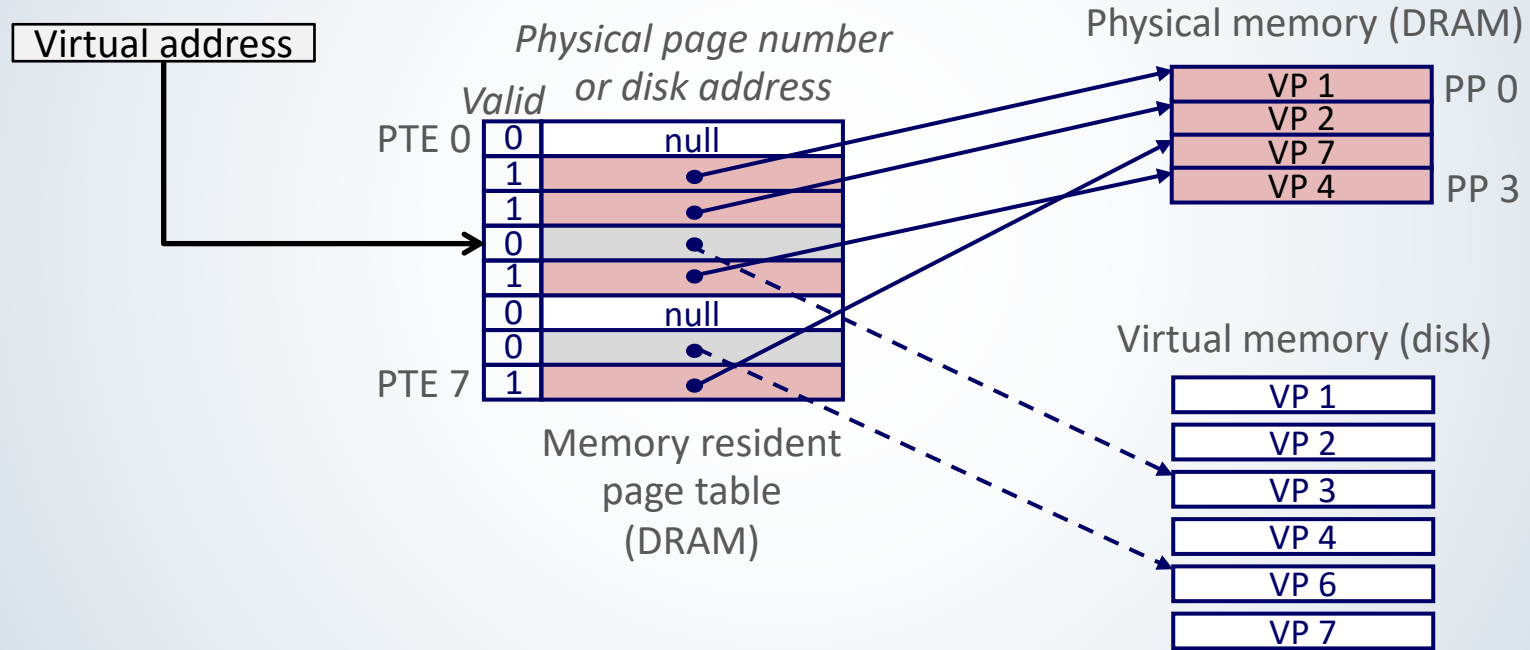 Virtual address
Physical page number
or disk address
Valid
PTE 0
0
null
1
1
0
1
0
null
0
PTE 7
1
Memory resident
page table
(DRAM)
Physical memory (DRAM)
VP 1
PP 0
VP 2
VP 7
VP 4
PP 3
Virtual memory (disk)
VP 1
VP 2
VP 3
VP 4
VP 6
VP 7